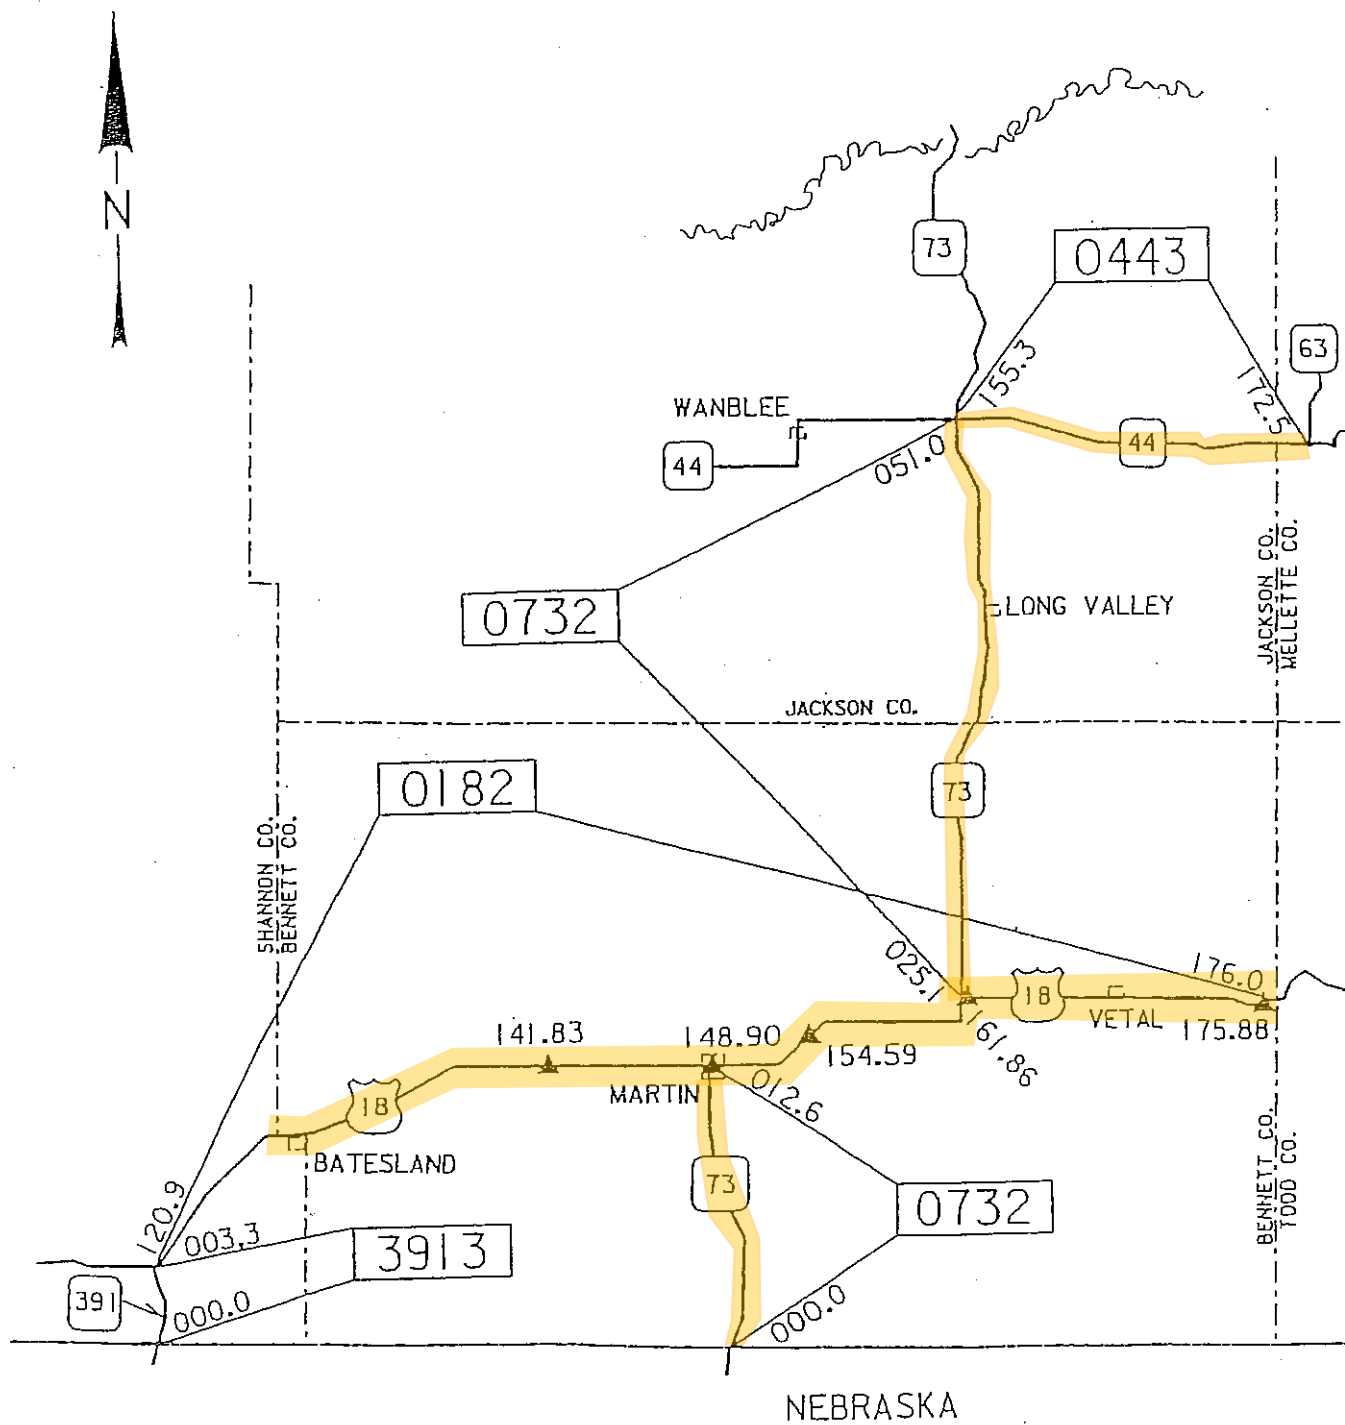 N
73
0443
63
155.3
172.5
WANBLEE
44
44
051.0
0732
LONG VALLEY
JACKSON CO.
MELLETTE CO.
JACKSON CO.
0182
73
SHANNON CO.
BENNETT CO.
025.1
176.0
18
VETAL
175.88
161.86
141.83
148.90
154.59
MARTIN
012.6
18
BATESLAND
73
0732
BENNETT CO.
TODD CO.
120.9
003.3
3913
391
000.0
000.0
NEBRASKA